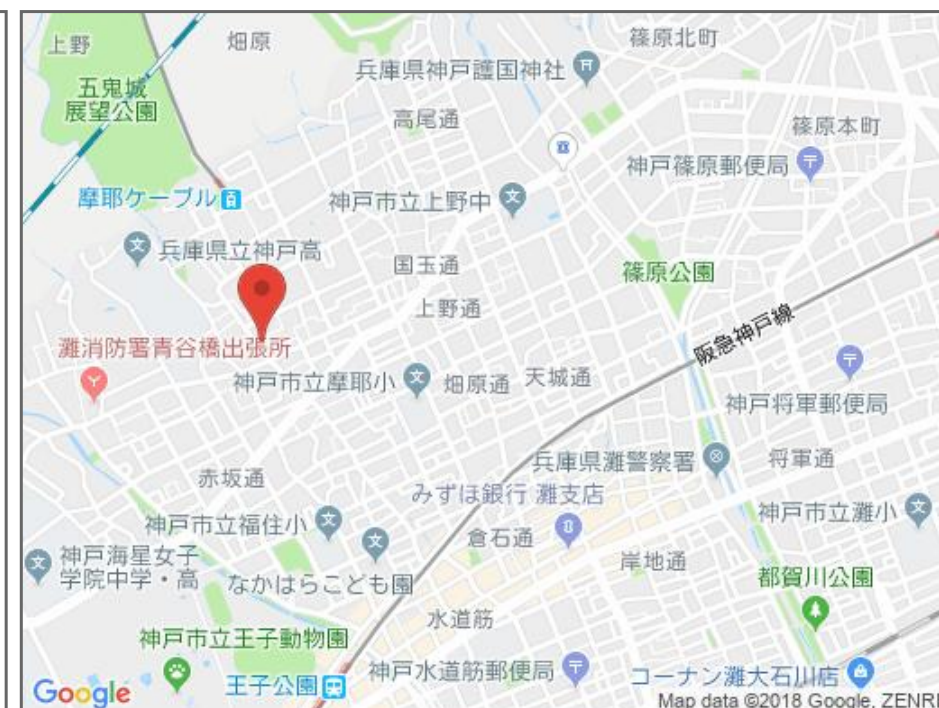 上野
畑原
篠原北町
兵庫県神戸護国神社
五鬼城
展望公園
高尾通
篠原本町
神戸篠原郵便局
摩耶ケーブル
神戸市立上野中
兵庫県立神戸高
国玉通
篠原公園
上野通
阪急神戸線
灘消防署青谷橋出張所
神戸市立摩耶小
畑原通
天城通
神戸将軍郵便局
兵庫県灘警察署
将軍通
赤坂通
みずほ銀行 灘支店
神戸市立福住小
倉石通
神戸市立灘小
神戸海星女子
学院中学・高
なかはらこども園
岸地通
都賀川公園
水道筋
神戸市立王子動物園
王子公園
神戸水道筋郵便局
コーナン灘大石川店
Google
Map data ©2018 Google, ZENRI